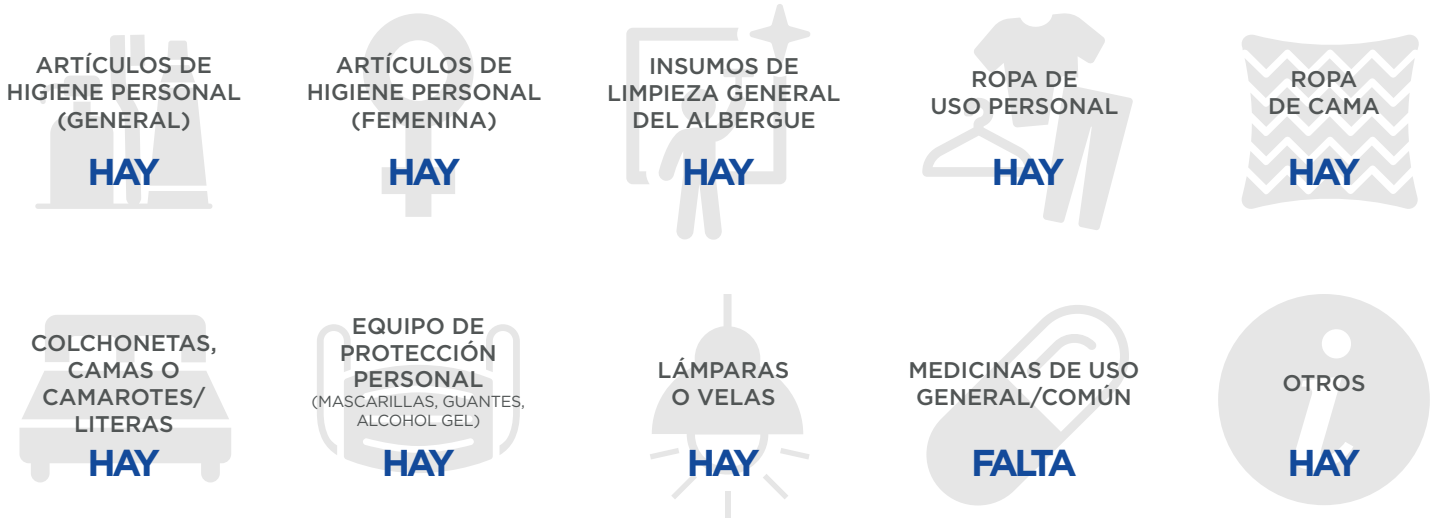 ARTÍCULOS DE
HIGIENE PERSONAL
(GENERAL)
HAY
ARTÍCULOS DE
HIGIENE PERSONAL
(FEMENINA)
HAY
INSUMOS DE
LIMPIEZA GENERAL
DEL ALBERGUE
HAY
ROPA DE
USO PERSONAL
HAY
ROPA
DE CAMA
HAY
COLCHONETAS,
CAMAS O
CAMAROTES/
LITERAS
HAY
EQUIPO DE
PROTECCIÓN
PERSONAL
(MASCARILLAS, GUANTES,
ALCOHOL GEL)
HAY
LÁMPARAS
O VELAS
HAY
MEDICINAS DE USO
GENERAL/COMÚN
FALTA
OTROS
HAY